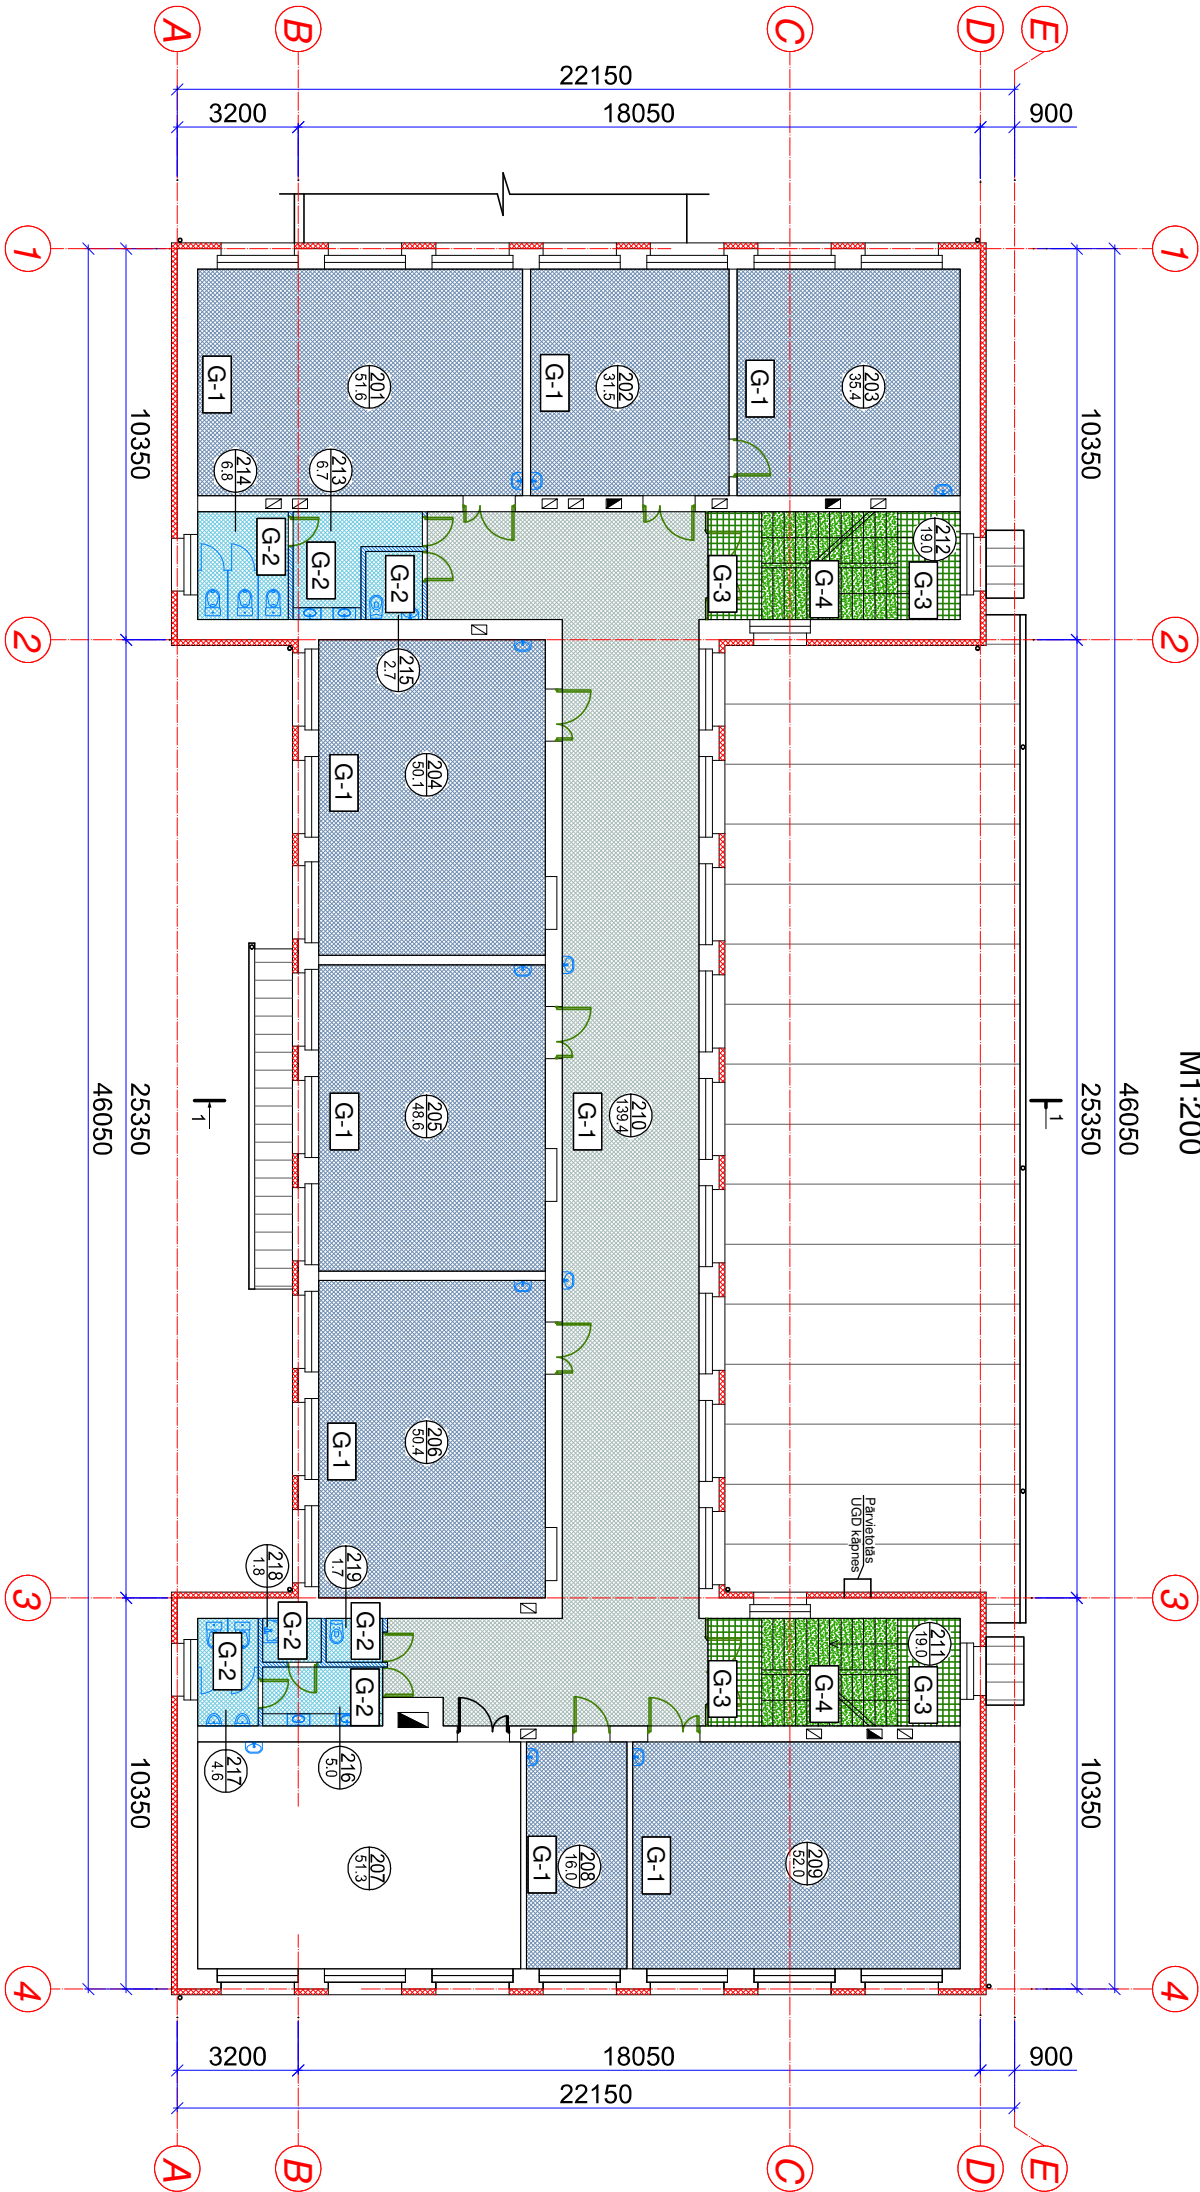 A
B
C
D
E
22150
3200
18050
900
1
1
G-1
201
51.6
G-1
202
31.5
G-1
203
35.4
10350
10350
214
6.8
213
6.7
G-2
G-2
G-2
212
19.0
G-3
G-4
G-3
2
2
215
2.7
204
50.1
G-1
M1:200
46050
25350
1
1
25350
46050
205
48.6
G-1
210
139.4
G-1
206
50.4
G-1
Pārvietotās
UGD kāpnes
218
1.8
219
1.7
3
3
G-2
G-2
G-2
G-2
211
19.0
G-3
G-4
G-3
217
4.6
216
5.0
10350
10350
207
51.3
208
16.0
G-1
209
52.0
G-1
4
4
3200
18050
900
22150
A
B
C
D
E